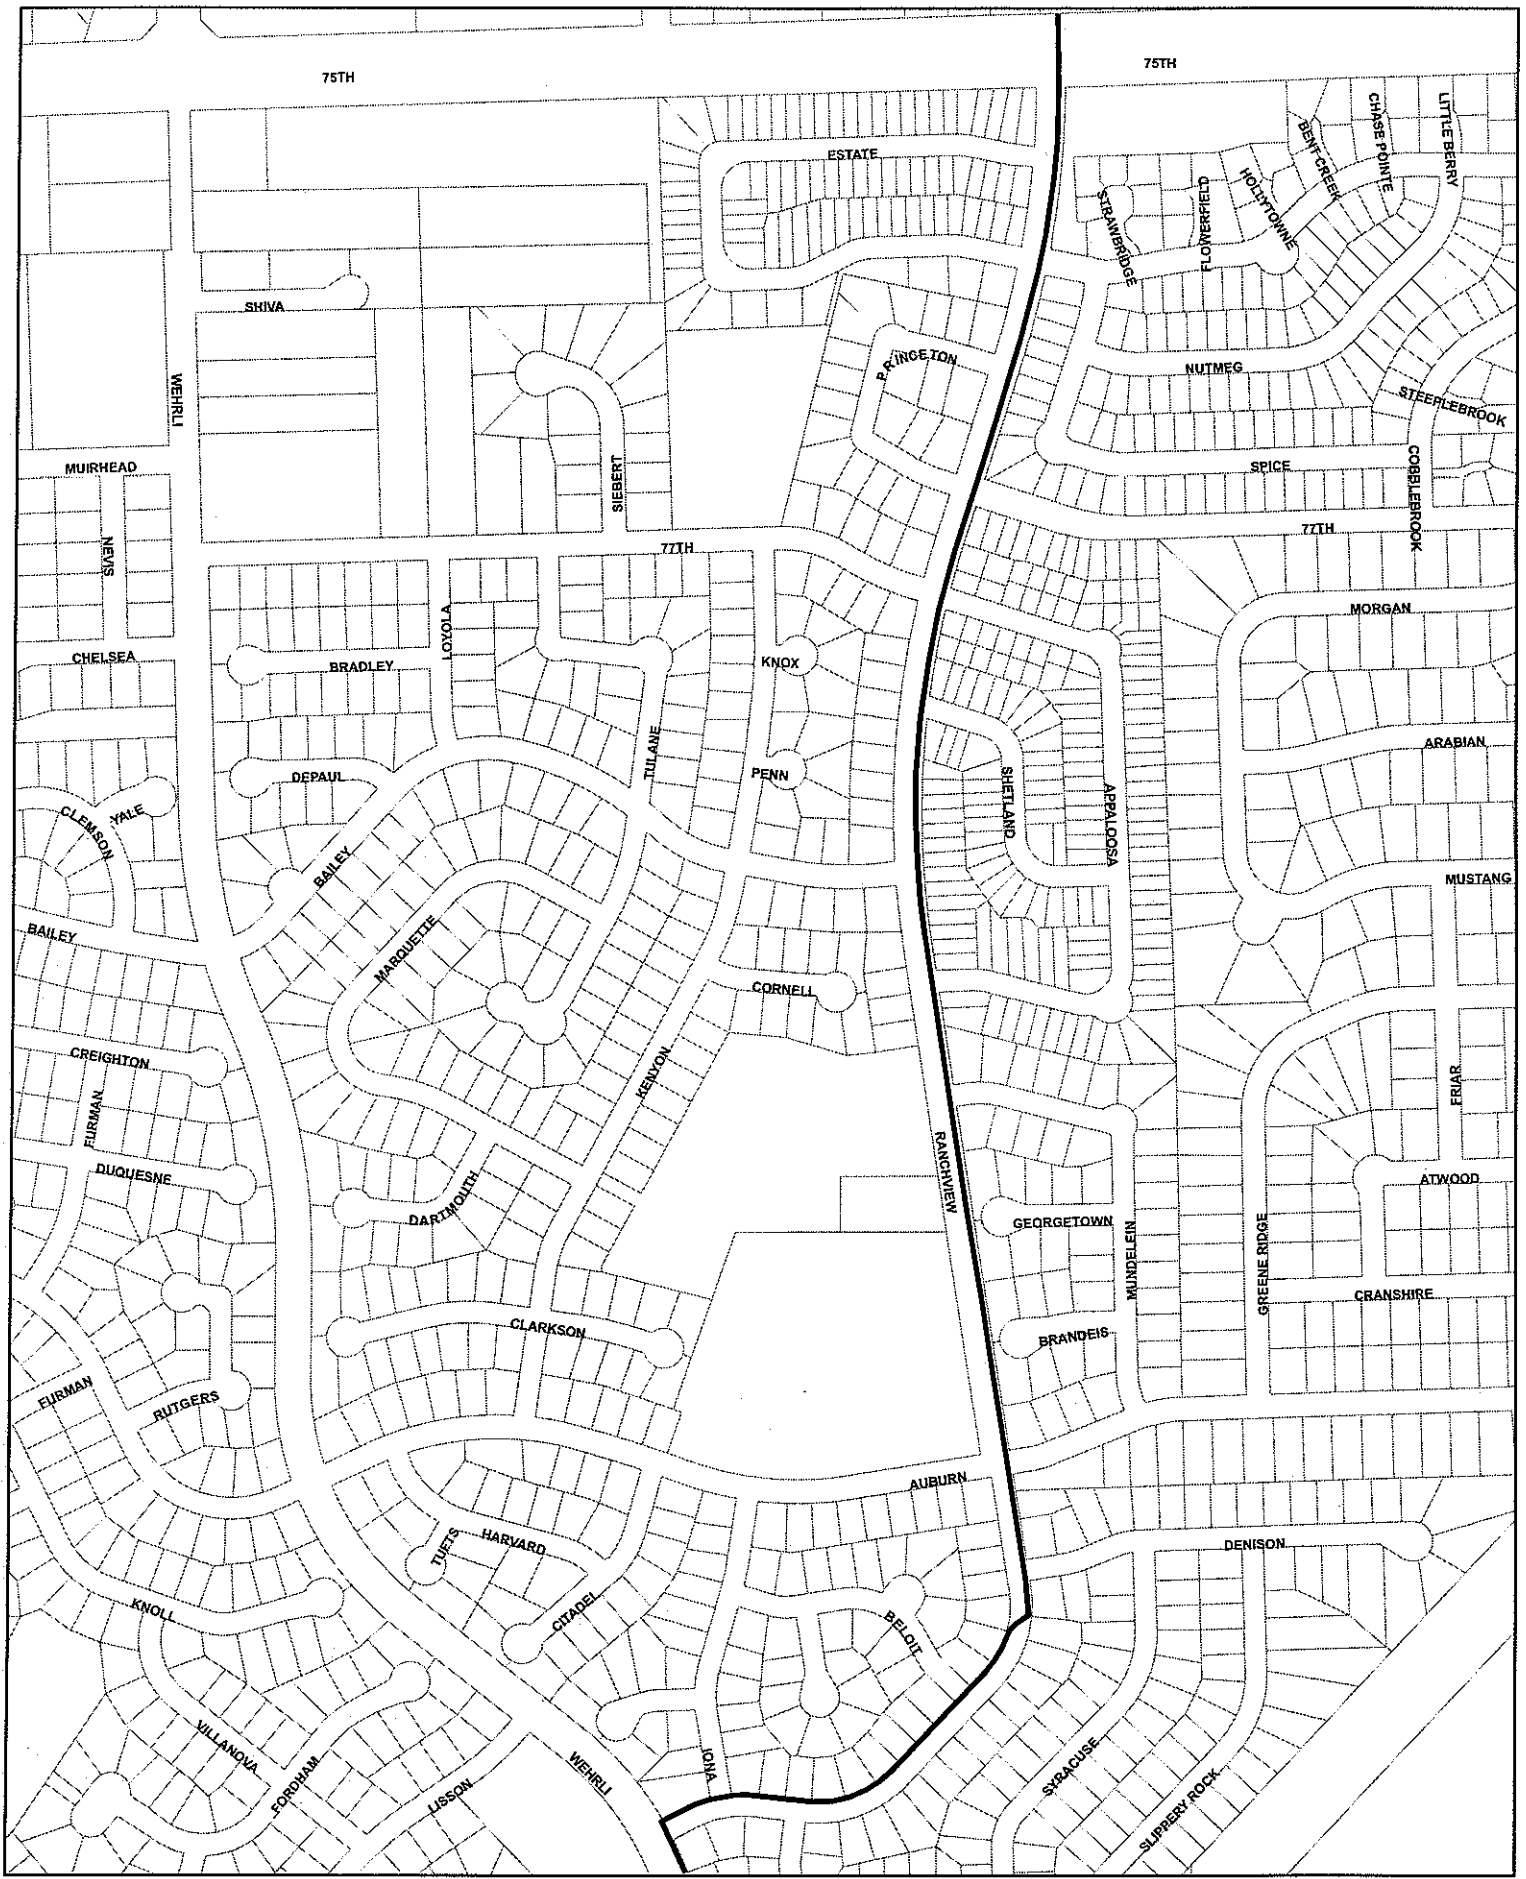 75TH
75TH
ESTATE
CHASE POINTE
LITTLE BERRY
BENT CREEK
STRAWBRIDGE
FLOWERFIELD
HOLLYTOWNE
SHIVA
WEHRLI
PRINCETON
NUTMEG
STEEPLEBROOK
MUIRHEAD
SIEBERT
SPICE
COBBLEBROOK
NEVIS
77TH
77TH
MORGAN
LOYOLA
CHELSEA
BRADLEY
KNOX
TULANE
ARABIAN
DEPAUL
PENN
SHETLAND
APPALOOSA
CLEMSON
YALE
BAILEY
MUSTANG
BAILEY
MARQUETTE
CORNELL
CREIGHTON
KENYON
FURMAN
FRIAR
RANCHVIEW
DUQUESNE
DARTMOUTH
ATWOOD
GEORGETOWN
MUNDELEIN
GREENE RIDGE
CRANSHIRE
CLARKSON
BRANDEIS
FURMAN
RUTGERS
AUBURN
TUFTS
HARVARD
DENISON
KNOLL
CITADEL
BELOIT
VILLANOVA
FORDHAM
LISSON
WEHRLI
IONA
SYRACUSE
SLIPPERY ROCK